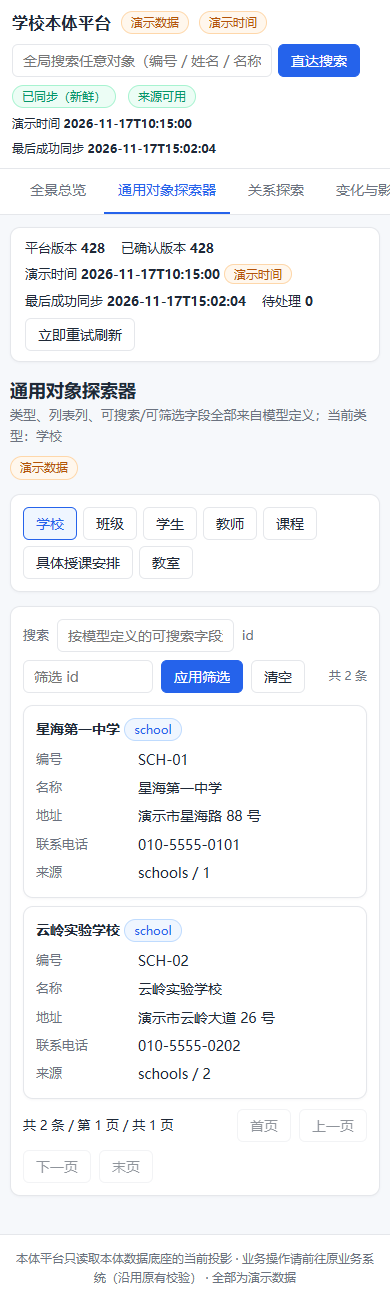 学校本体平台 演示数据 演示时间
全局搜索任意对象（编号 / 姓名 / 名称 直达搜索
已同步（新鲜） 来源可用
演示时间 2026-11-17T10:15:00
最后成功同步 2026-11-17T15:02:04
全景总览 通用对象探索器 关系探索 变化与影
平台版本 428 已确认版本 428
演示时间 2026-11-17T10:15:00 演示时间
最后成功同步 2026-11-17T15:02:04 待处理 0
立即重试刷新
通用对象探索器
类型、列表列、可搜索/可筛选字段全部来自模型定义；当前类
型：学校
演示数据
学校 班级 学生 教师 课程
具体授课安排 教室
搜索 按模型定义的可搜索字段 id
筛选 id 应用筛选 清空 共 2 条
星海第一中学 school
编号 SCH-01
名称 星海第一中学
地址 演示市星海路 88 号
联系电话 010-5555-0101
来源 schools / 1
云岭实验学校 school
编号 SCH-02
名称 云岭实验学校
地址 演示市云岭大道 26 号
联系电话 010-5555-0202
来源 schools / 2
共 2 条 / 第 1 页 / 共 1 页 首页 上一页
下一页 末页
本体平台只读取本体数据底座的当前投影 · 业务操作请前往原业务系
统（沿用原有校验） · 全部为演示数据